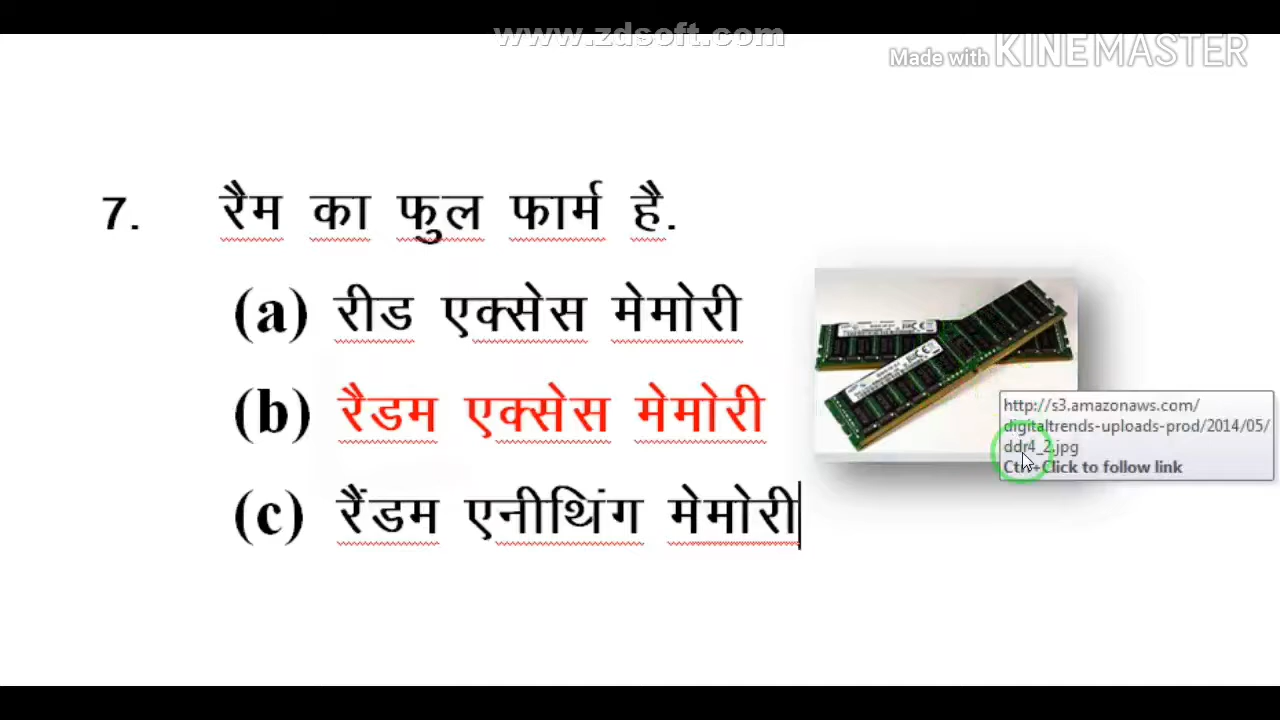 www.zdsoft.com
Made with KINEMASTER
7. रैम का फुल फार्म है.
(a) रीड एक्सेस मेमोरी
(b) रैडम एक्सेस मेमोरी
(c) रैंडम एनीथिंग मेमोरी
http://s3.amazonaws.com/
digitaltrends-uploads-prod/2014/05/
ddr4_2.jpg
Ctrl+Click to follow link